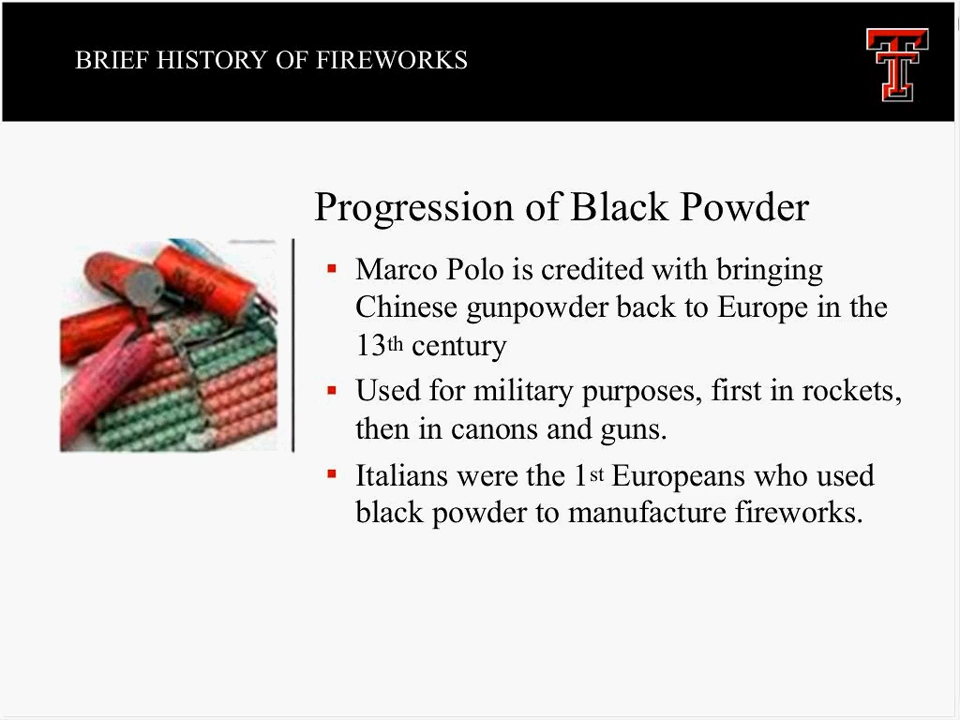 BRIEF HISTORY OF FIREWORKS
Progression of Black Powder
▪ Marco Polo is credited with bringing
Chinese gunpowder back to Europe in the
13th century
▪ Used for military purposes, first in rockets,
then in canons and guns.
▪ Italians were the 1st Europeans who used
black powder to manufacture fireworks.